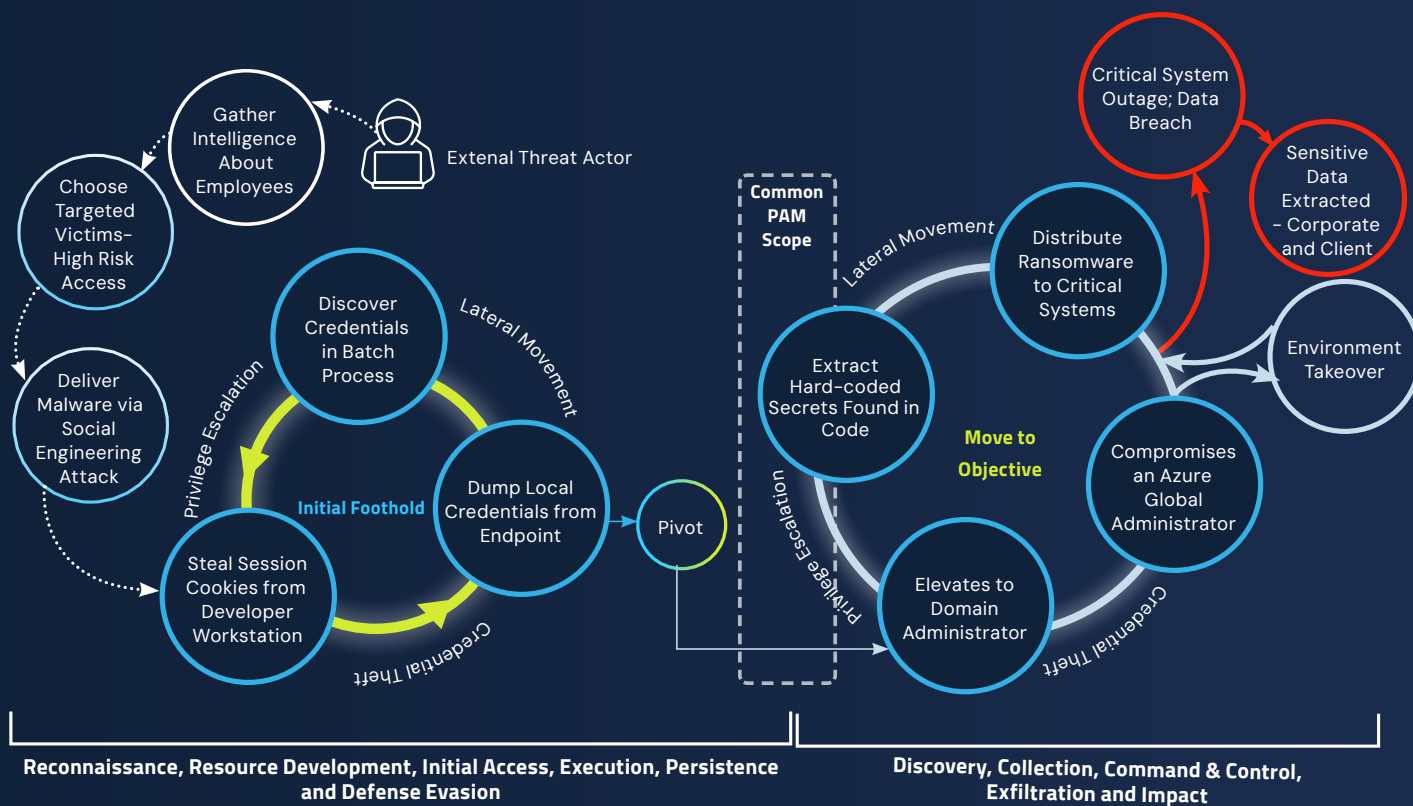 Extenal Threat Actor
Gather
Intelligence
About
Employees
Choose
Targeted
Victims-
High Risk
Access
Deliver
Malware via
Social
Engineering
Attack
Discover
Credentials
in Batch
Process
Privilege Escalation
Lateral Movement
Initial Foothold
Steal Session
Cookies from
Developer
Workstation
Dump Local
Credentials from
Endpoint
Credential Theft
Pivot
Common
PAM
Scope
Lateral Movement
Extract
Hard-coded
Secrets Found in
Code
Distribute
Ransomware
to Critical
Systems
Critical System
Outage; Data
Breach
Sensitive
Data
Extracted
- Corporate
and Client
Environment
Takeover
Move to
Objective
Compromises
an Azure
Global
Administrator
Privilege Escalation
Elevates to
Domain
Administrator
Credential Theft
Reconnaissance, Resource Development, Initial Access, Execution, Persistence
and Defense Evasion
Discovery, Collection, Command & Control,
Exfiltration and Impact